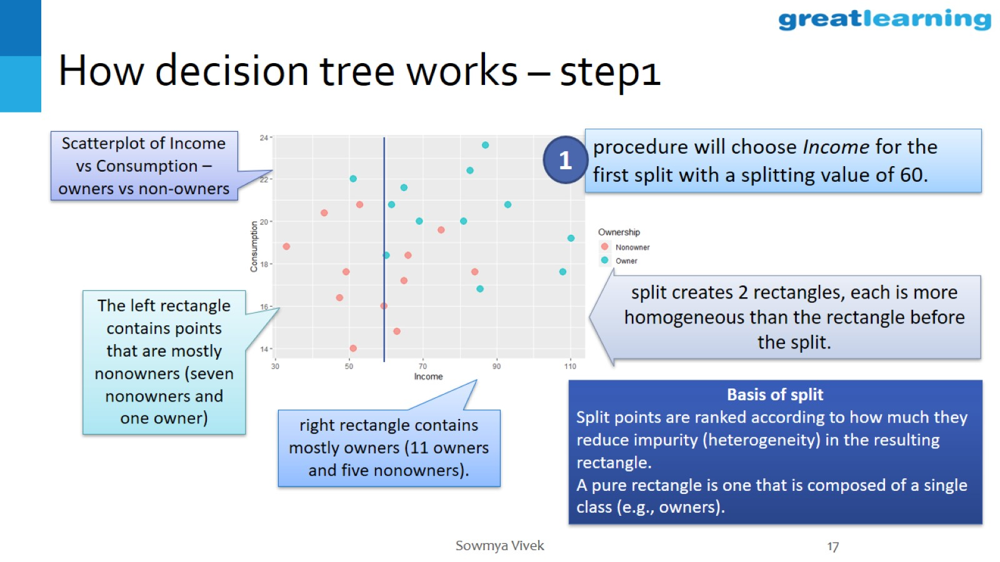 greatlearning
How decision tree works – step1
Scatterplot of Income
vs Consumption –
owners vs non-owners
1
procedure will choose Income for the
first split with a splitting value of 60.
24
22
20
18
16
14
Consumption
30 50 70 90 110
Income
Ownership
Nonowner
Owner
split creates 2 rectangles, each is more
homogeneous than the rectangle before
the split.
The left rectangle
contains points
that are mostly
nonowners (seven
nonowners and
one owner)
right rectangle contains
mostly owners (11 owners
and five nonowners).
Basis of split
Split points are ranked according to how much they
reduce impurity (heterogeneity) in the resulting
rectangle.
A pure rectangle is one that is composed of a single
class (e.g., owners).
Sowmya Vivek
17